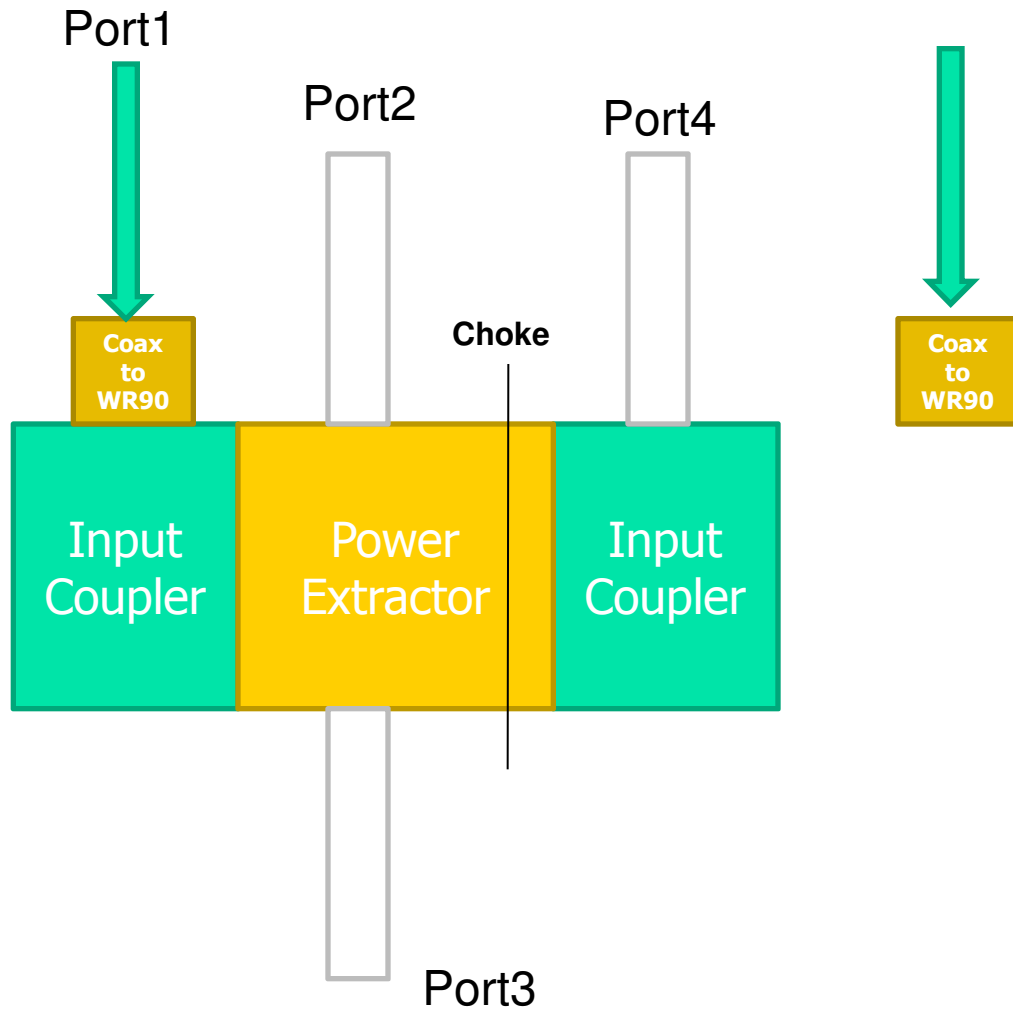 Port1
Port2
Port4
Choke
Coax
to
WR90
Coax
to
WR90
Input
Coupler
Power
Extractor
Input
Coupler
Port3